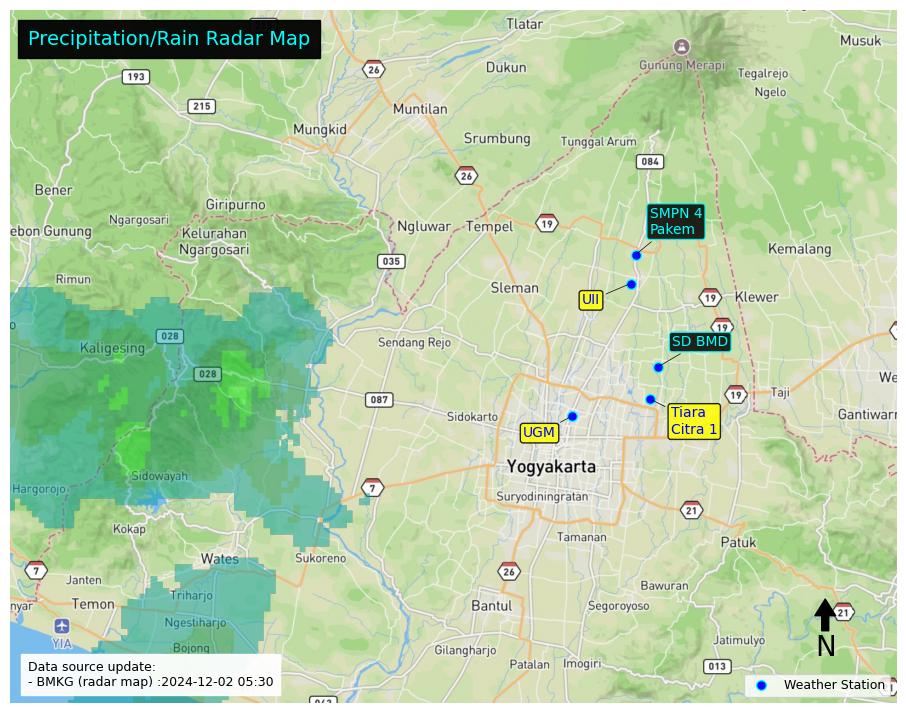 Precipitation/Rain Radar Map
Tlatar
Musuk
Gunung Merapi
26
Dukun
Tegalrejo
193
Ngelo
215
Muntilan
Mungkid
Srumbung
Tunggal Arum
084
26
Bener
Giripurno
SMPN 4
Pakem
Ngargosari
Ngluwar
Tempel
19
ebon Gunung
Kelurahan
Ngargosari
Kemalang
035
Rimun
Sleman
UII
19
Klewer
19
028
Kaligesing
Sendang Rejo
SD BMD
028
We
087
19
Taji
Sidokarto
Tiara
Citra 1
Gantiwarn
UGM
Yogyakarta
Sidowayah
7
Hargorojo
Suryodiningratan
21
Kokap
Tamanan
Patuk
Wates
Sukoreno
7
26
Janten
Bawuran
Triharjo
nyar
Temon
Bantul
Segoroyoso
21
Ngestiharjo
YIA
N
Bojong
Gilangharjo
Jatimulyo
Patalan
Imogiri
013
Data source update:
- BMKG (radar map) :2024-12-02 05:30
Weather Station